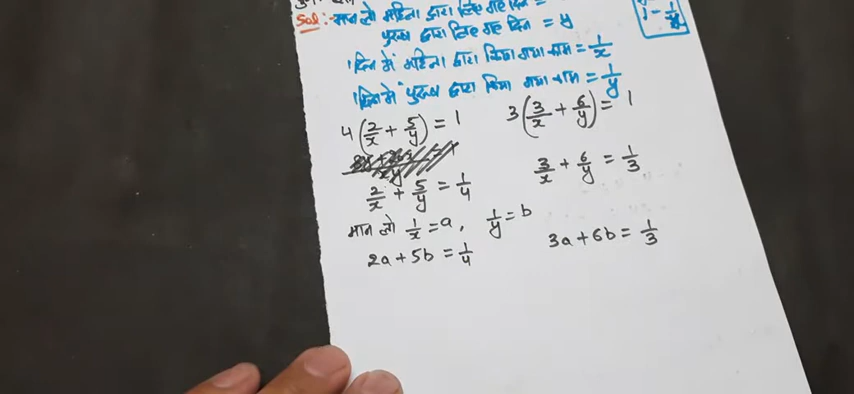 Sol:- मान लो महिला द्वारा लिए गए दिन =
पुरुष द्वारा लिए गए दिन = y
1 दिन में महिला द्वारा किया गया काम = 1/x
1 दिन में पुरुष द्वारा किया गया काम = 1/y
4(2/x + 5/y) = 1 3(3/x + 6/y) = 1
2/x + 5/y = 1/4 3/x + 6/y = 1/3
मान लो 1/x = a, 1/y = b
2a + 5b = 1/4 3a + 6b = 1/3